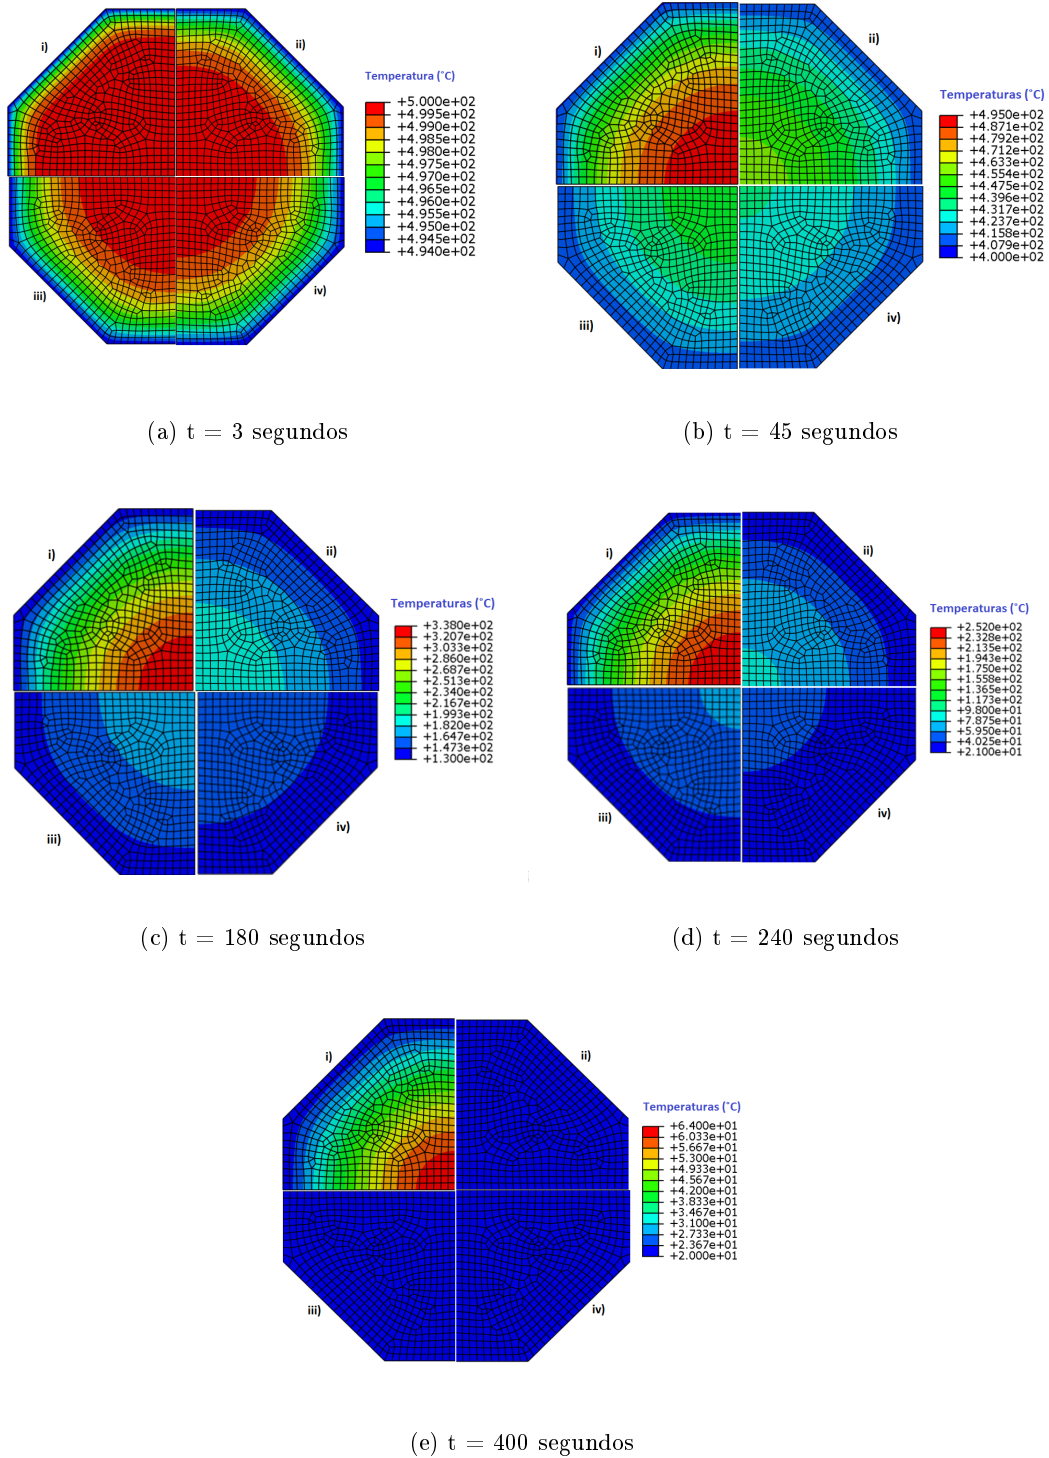 i)
ii)
iii)
iv)
Temperatura (°C)
+5.000e+02
+4.995e+02
+4.990e+02
+4.985e+02
+4.980e+02
+4.975e+02
+4.970e+02
+4.965e+02
+4.960e+02
+4.955e+02
+4.950e+02
+4.945e+02
+4.940e+02
(a) t = 3 segundos
i)
ii)
iii)
iv)
Temperaturas (°C)
+4.950e+02
+4.871e+02
+4.792e+02
+4.712e+02
+4.633e+02
+4.554e+02
+4.475e+02
+4.396e+02
+4.317e+02
+4.237e+02
+4.158e+02
+4.079e+02
+4.000e+02
(b) t = 45 segundos
i)
ii)
iii)
iv)
Temperaturas (°C)
+3.380e+02
+3.207e+02
+3.033e+02
+2.860e+02
+2.687e+02
+2.513e+02
+2.340e+02
+2.167e+02
+1.993e+02
+1.820e+02
+1.647e+02
+1.473e+02
+1.300e+02
(c) t = 180 segundos
i)
ii)
iii)
iv)
Temperaturas (°C)
+2.520e+02
+2.328e+02
+2.135e+02
+1.943e+02
+1.750e+02
+1.558e+02
+1.365e+02
+1.173e+02
+9.800e+01
+7.875e+01
+5.950e+01
+4.025e+01
+2.100e+01
(d) t = 240 segundos
i)
ii)
iii)
iv)
Temperaturas (°C)
+6.400e+01
+6.033e+01
+5.667e+01
+5.300e+01
+4.933e+01
+4.567e+01
+4.200e+01
+3.833e+01
+3.467e+01
+3.100e+01
+2.733e+01
+2.367e+01
+2.000e+01
(e) t = 400 segundos